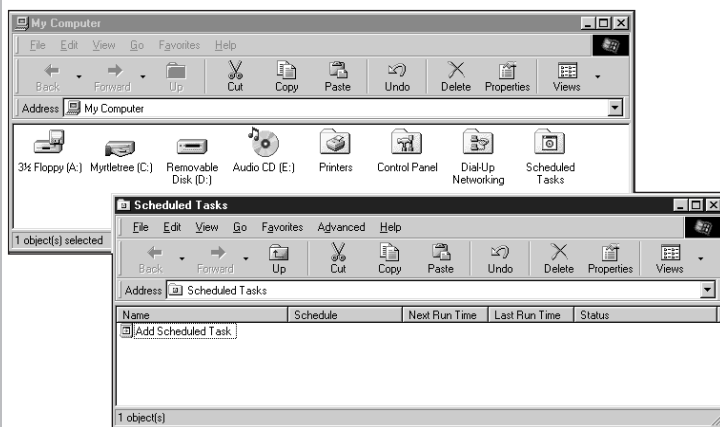 My Computer
File Edit View Go Favorites Help
Back Forward Up Cut Copy Paste Undo Delete Properties Views
Address My Computer
3½ Floppy (A:) Myrtletree (C:) Removable Disk (D:) Audio CD (E:) Printers Control Panel Dial-Up Networking Scheduled Tasks
1 object(s) selected
Scheduled Tasks
File Edit View Go Favorites Advanced Help
Back Forward Up Cut Copy Paste Undo Delete Properties Views
Address Scheduled Tasks
Name Schedule Next Run Time Last Run Time Status
Add Scheduled Task
1 object(s)